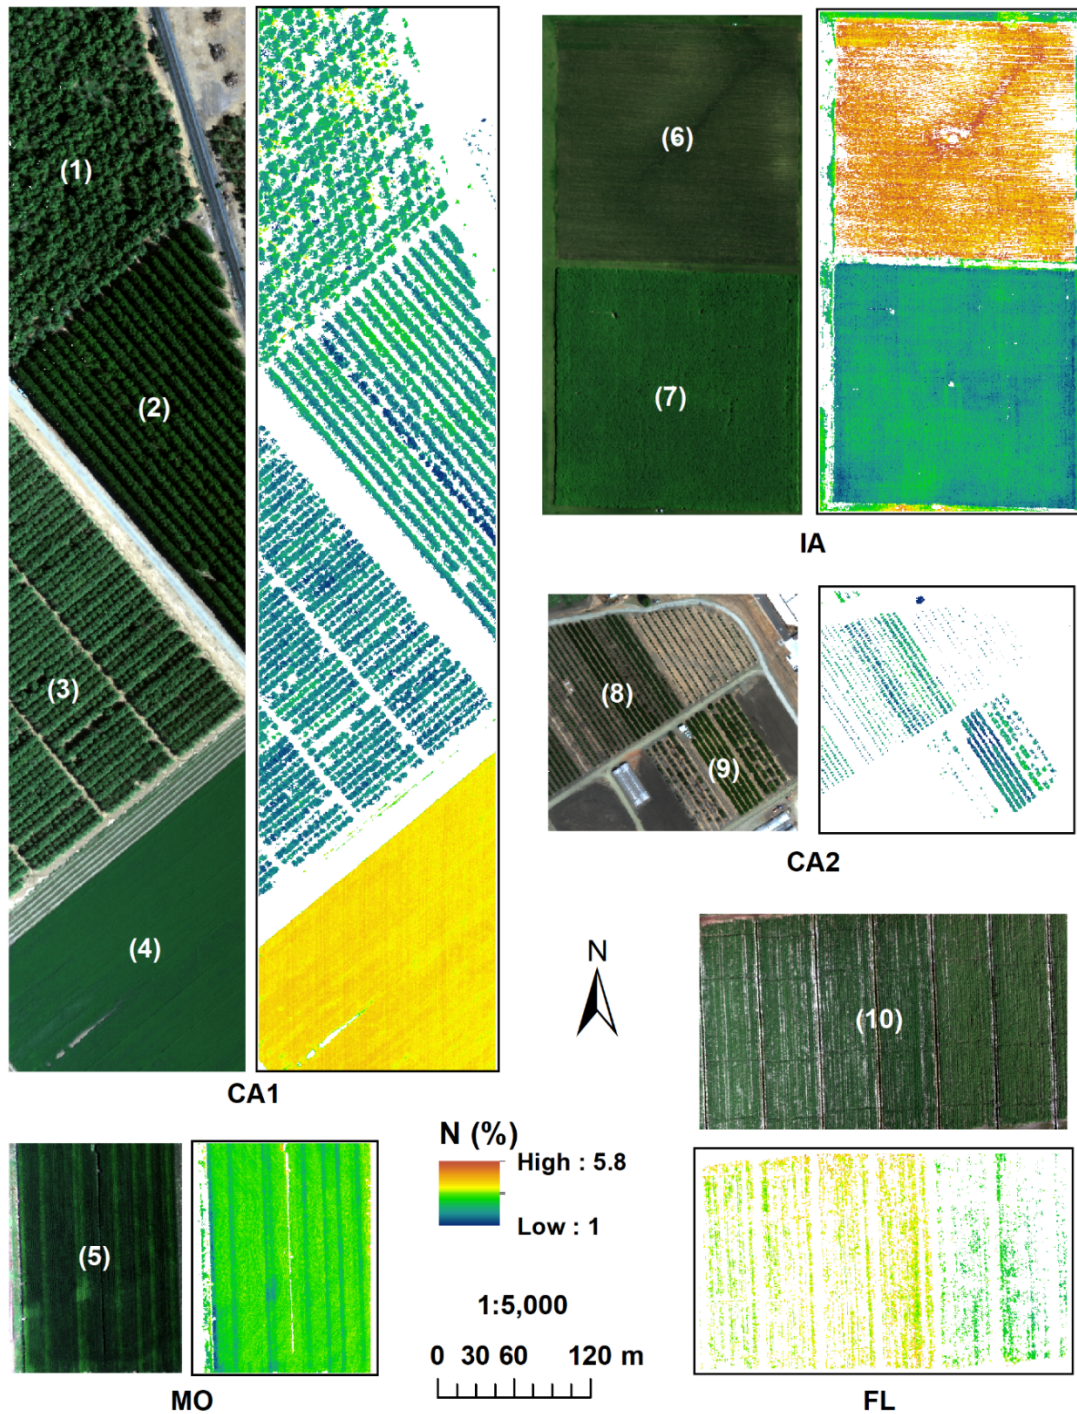 (1)
(2)
(3)
(4)
CA1
(5)
MO
(6)
(7)
IA
(8)
(9)
CA2
N
(10)
FL
N (%)
High : 5.8
Low : 1
1:5,000
0 30 60 120 m